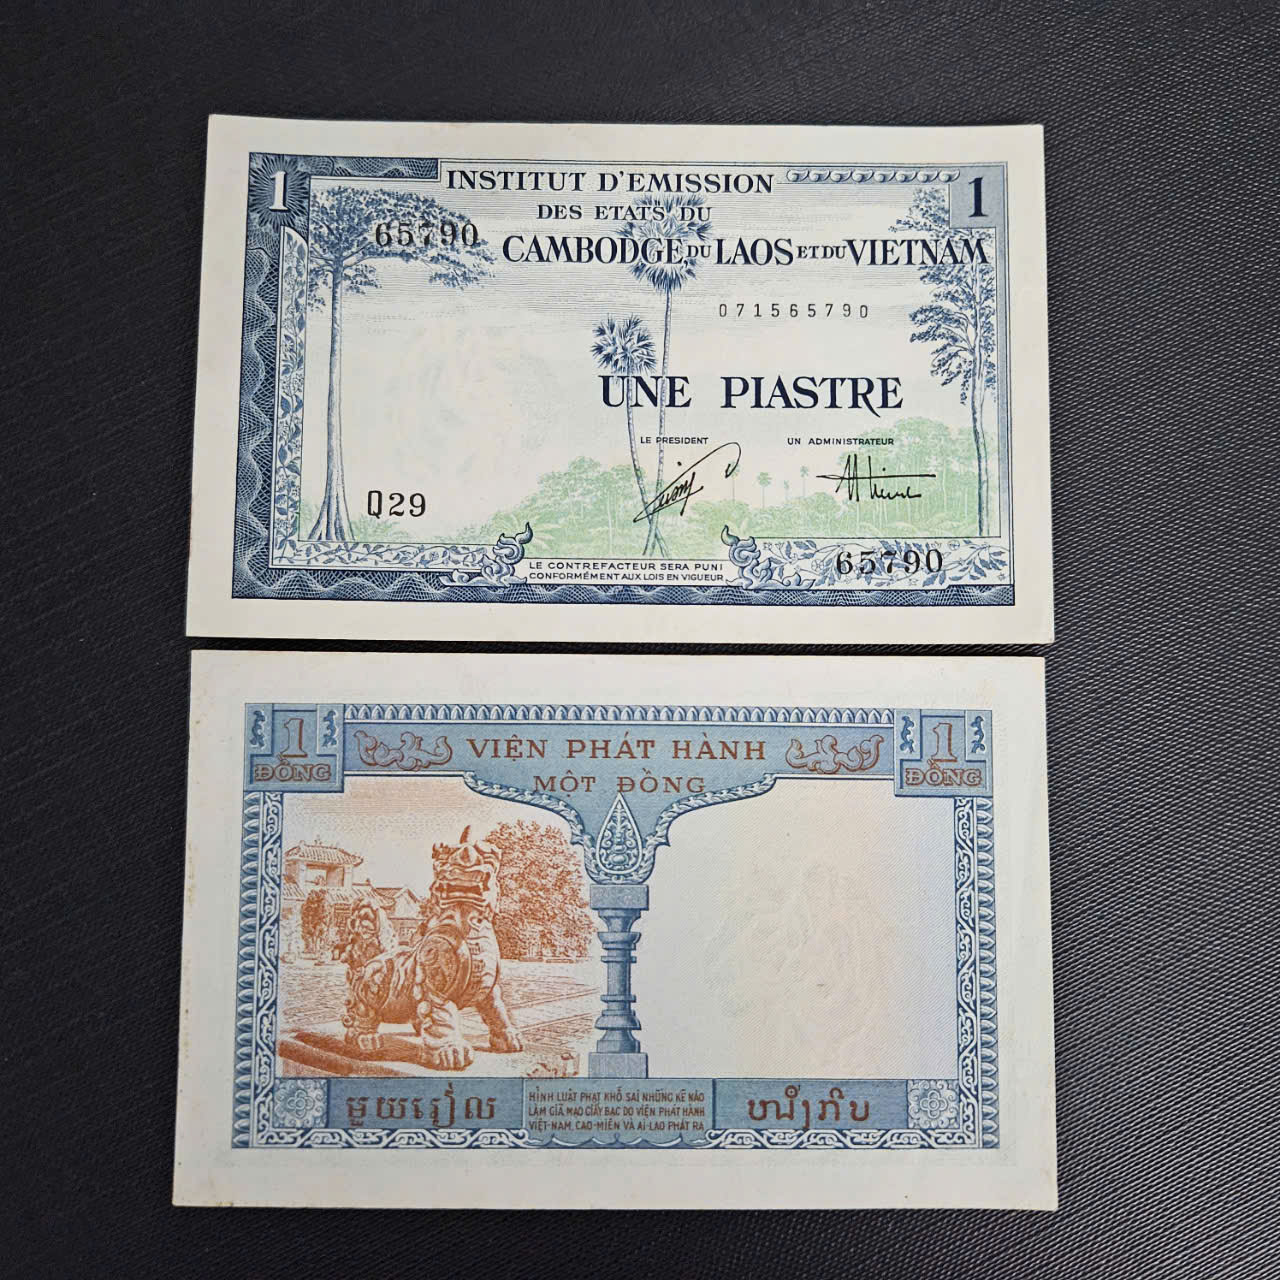 1
INSTITUT D'EMISSION
1
DES ETATS DU
65790
CAMBODGE, DU LAOS ET DU VIETNAM
071565790
UNE PIASTRE
LE PRESIDENT
UN ADMINISTRATEUR
Q29
65790
LE CONTREFACTEUR SERA PUNI
CONFORMÉMENT AUX LOIS EN VIGUEUR
1
ĐỒNG
VIỆN PHÁT HÀNH
MỘT ĐỒNG
1
ĐỒNG
មួយរៀល
HÌNH LUẬT PHẠT KHỔ SAI NHỮNG KẺ NÀO
LÀM GIẢ MẠO GIẤY BẠC DO VIỆN PHÁT HÀNH
VIỆT-NAM, CAO-MIÊN VÀ AI-LAO PHÁT RA
ໜຶ່ງກີບ